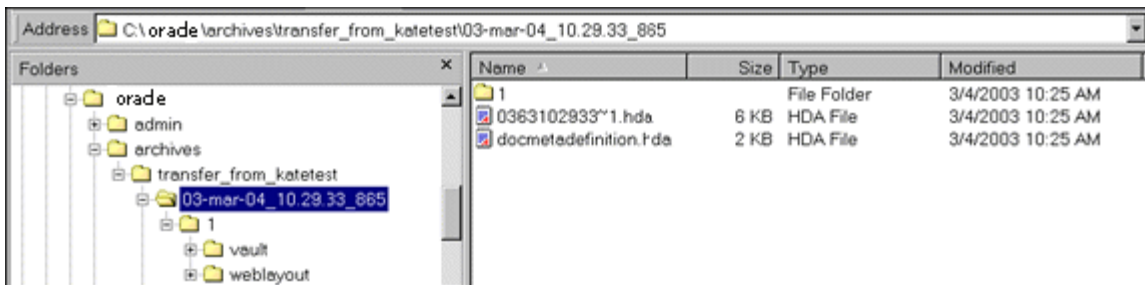 Address C:\orade\archives\transfer_from_katetest\03-mar-04_10.29.33_865
Folders x
Name Size Type Modified
orade
admin
archives
transfer_from_katetest
03-mar-04_10.29.33_865
1
vault
weblayout
1 File Folder 3/4/2003 10:25 AM
0363102933~1.hda 6 KB HDA File 3/4/2003 10:25 AM
docmetadefinition.hda 2 KB HDA File 3/4/2003 10:25 AM